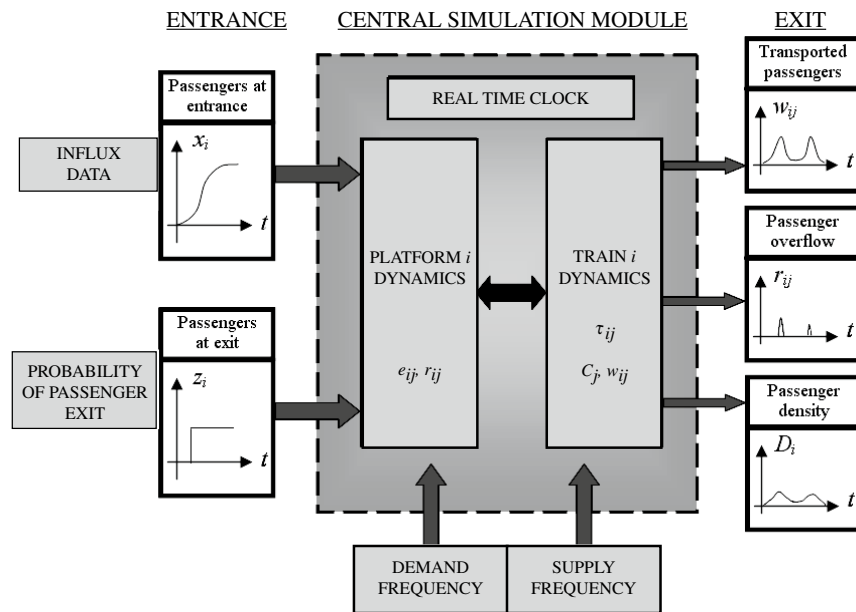 ENTRANCE
CENTRAL SIMULATION MODULE
EXIT
INFLUX
DATA
Passengers at
entrance
x_i
t
PROBABILITY
OF PASSENGER
EXIT
Passengers
at exit
z_i
t
REAL TIME CLOCK
PLATFORM i
DYNAMICS
e_ij, r_ij
TRAIN i
DYNAMICS
τ_ij
C_j, w_ij
Transported
passengers
w_ij
t
Passenger
overflow
r_ij
t
Passenger
density
D_i
t
DEMAND
FREQUENCY
SUPPLY
FREQUENCY